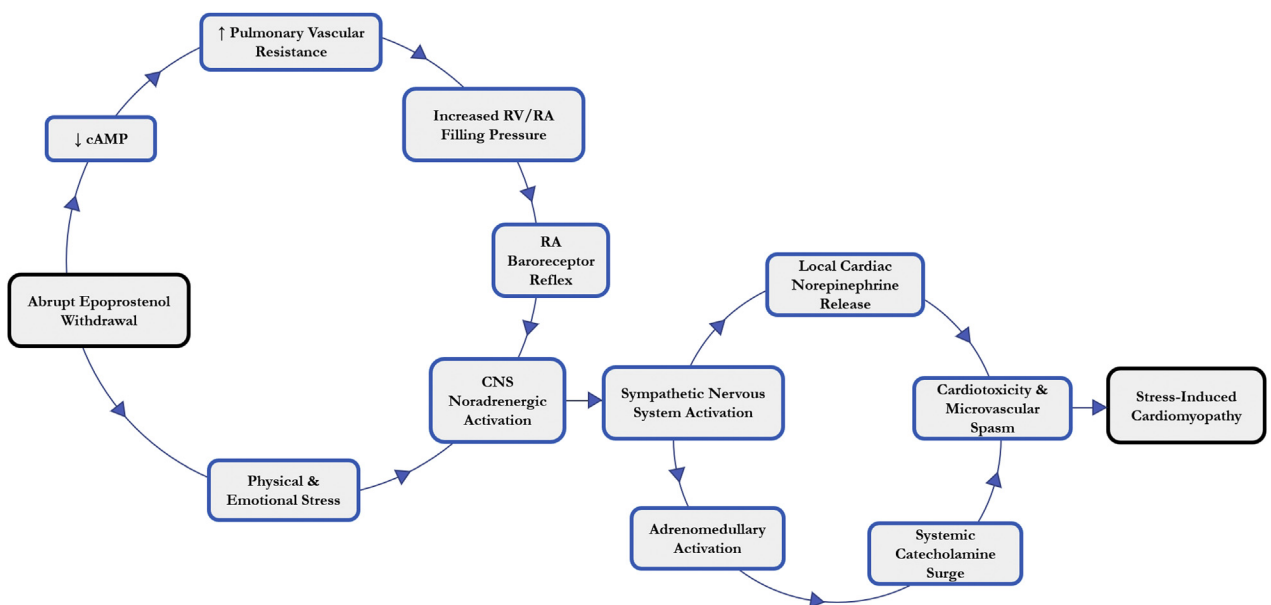 ↑ Pulmonary Vascular
Resistance
Increased RV/RA
Filling Pressure
↓ cAMP
RA
Baroreceptor
Reflex
Abrupt Epoprostenol
Withdrawal
Local Cardiac
Norepinephrine
Release
CNS
Noradrenergic
Activation
Sympathetic Nervous
System Activation
Cardiotoxicity &
Microvascular
Spasm
Stress-Induced
Cardiomyopathy
Physical &
Emotional Stress
Adrenomedullary
Activation
Systemic
Catecholamine
Surge